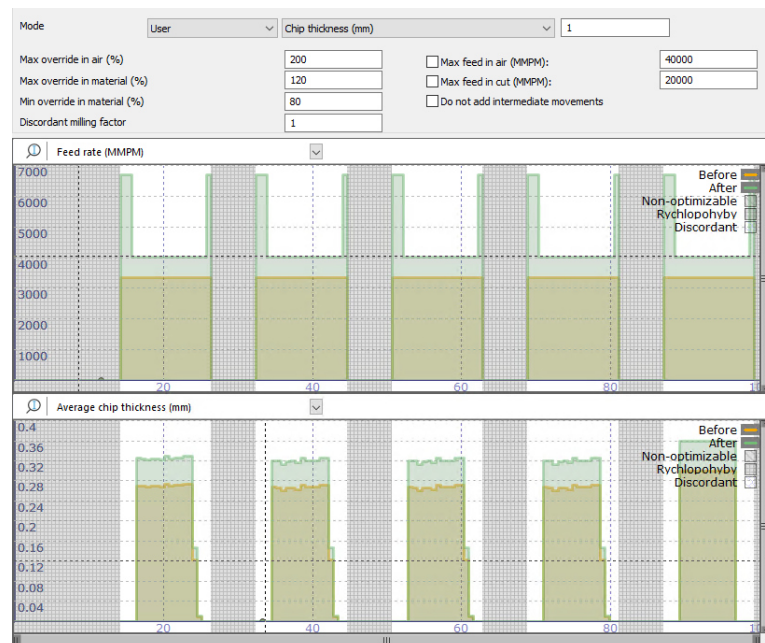 Mode User Chip thickness (mm) 1
Max override in air (%) 200 Max feed in air (MMPM): 40000
Max override in material (%) 120 Max feed in cut (MMPM): 20000
Min override in material (%) 80 Do not add intermediate movements
Discordant milling factor 1
Feed rate (MMPM)
7000
6000
5000
4000
3000
2000
1000
Before
After
Non-optimizable
Rychlopohyby
Discordant
20 40 60 80 10
Average chip thickness (mm)
0.4
0.36
0.32
0.28
0.24
0.2
0.16
0.12
0.08
0.04
Before
After
Non-optimizable
Rychlopohyby
Discordant
20 40 60 80 10